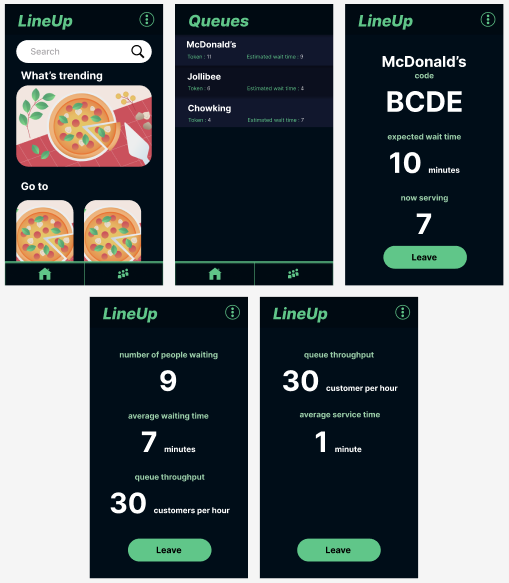 LineUp
Search
What's trending
Go to
Queues
McDonald's
Token : 11 Estimated wait time : 9
Jollibee
Token : 6 Estimated wait time : 4
Chowking
Token : 4 Estimated wait time : 7
LineUp
McDonald's
code
BCDE
expected wait time
10 minutes
now serving
7
Leave
LineUp
number of people waiting
9
average waiting time
7 minutes
queue throughput
30 customers per hour
Leave
LineUp
queue throughput
30 customer per hour
average service time
1 minute
Leave